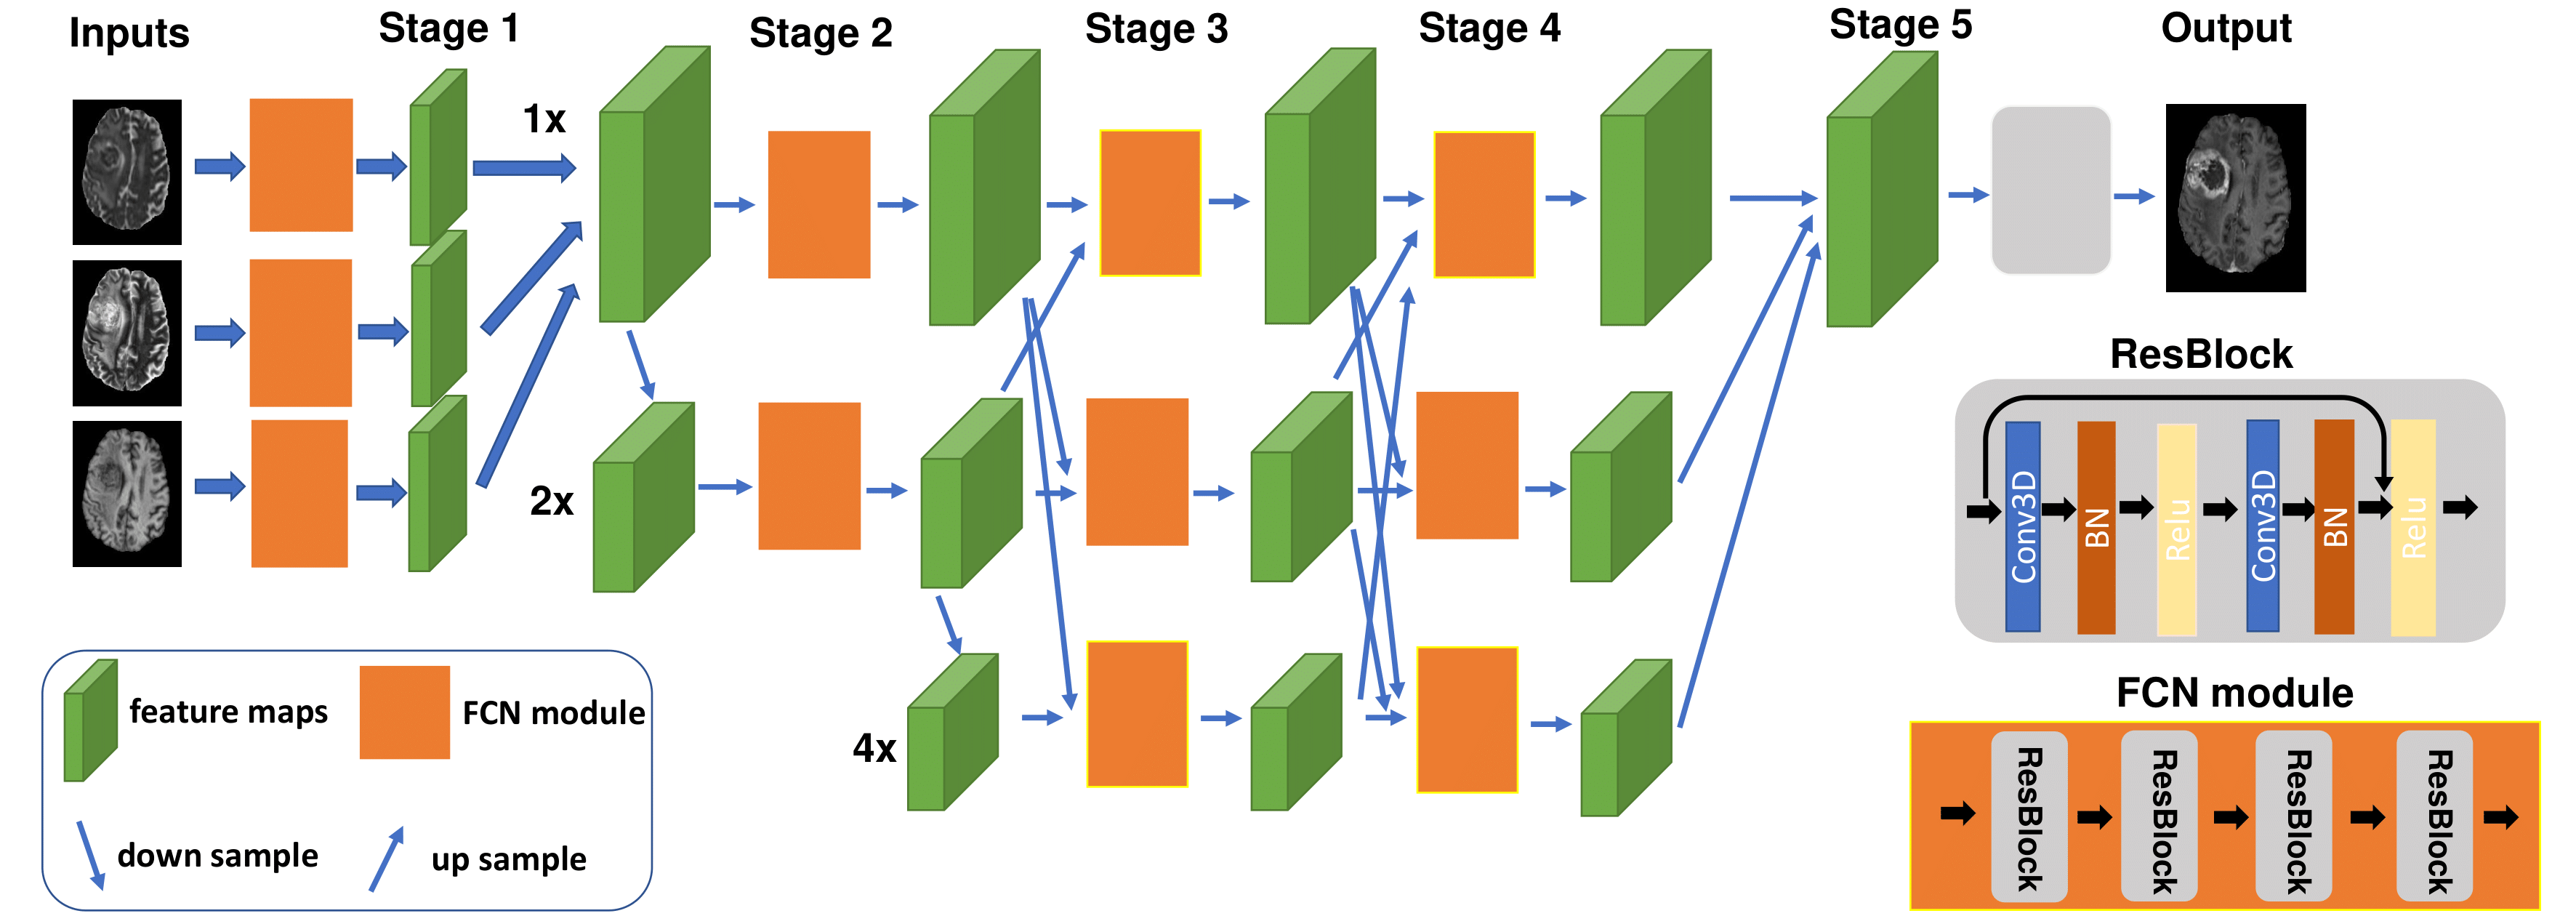 Inputs
Stage 1
Stage 2
Stage 3
Stage 4
Stage 5
Output
1x
2x
4x
feature maps
FCN module
down sample
up sample
ResBlock
Conv3D
BN
Relu
Conv3D
BN
Relu
FCN module
ResBlock
ResBlock
ResBlock
ResBlock